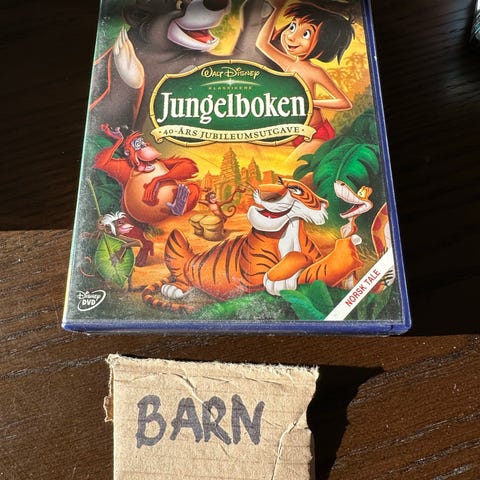 Walt Disney
KLASSIKERE
Jungelboken
40-ÅRS JUBILEUMSUTGAVE
Disney
DVD
NORSK TALE
BARN